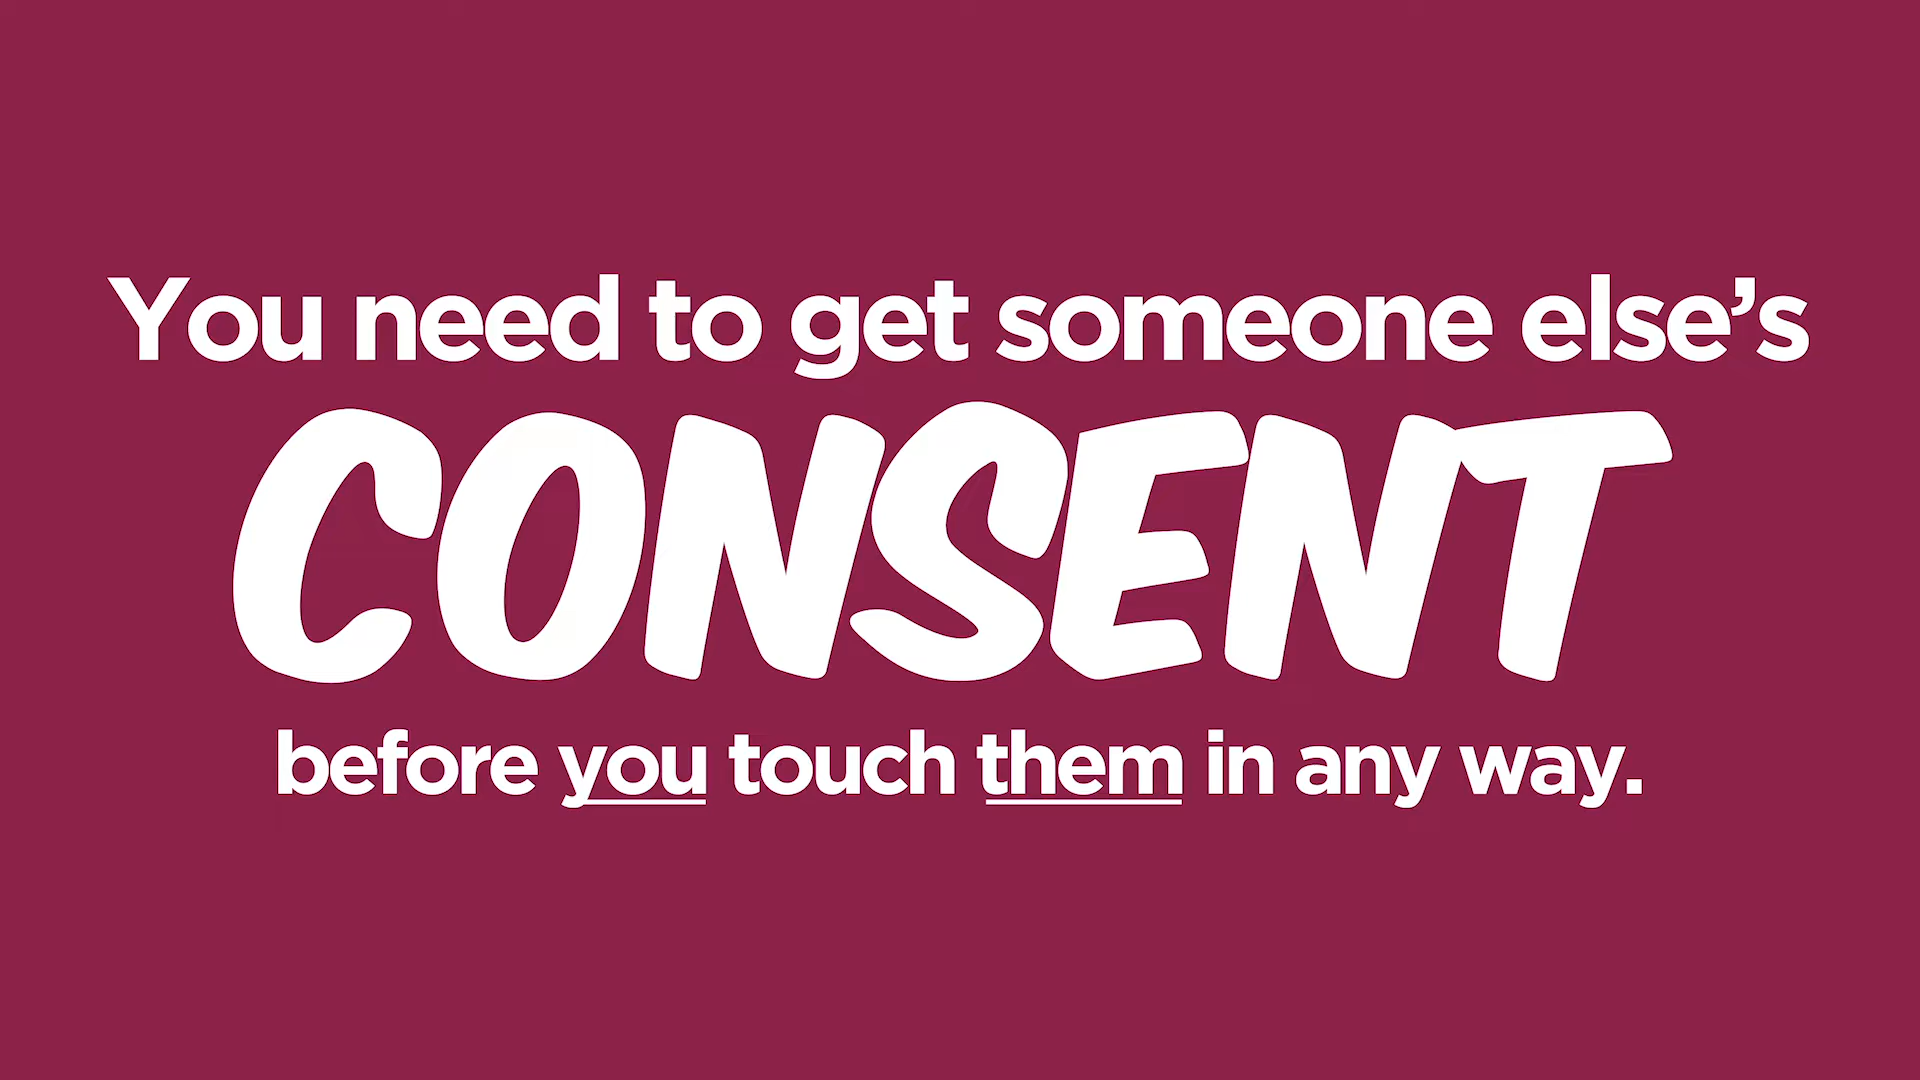 You need to get someone else’s
CONSENT
before you touch them in any way.